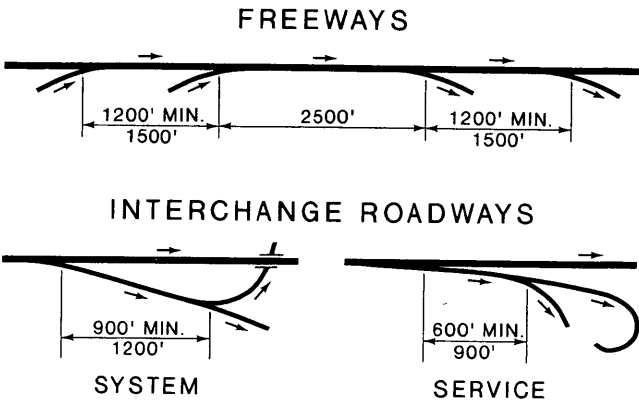 FREEWAYS
1200' MIN.
1500'
2500'
1200' MIN.
1500'
INTERCHANGE ROADWAYS
900' MIN.
1200'
600' MIN.
900'
SYSTEM
SERVICE